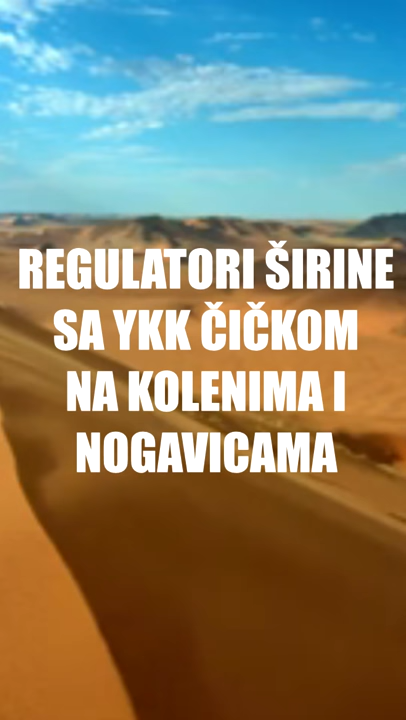 REGULATORI ŠIRINE
SA YKK ČIČKOM
NA KOLENIMA I
NOGAVICAMA